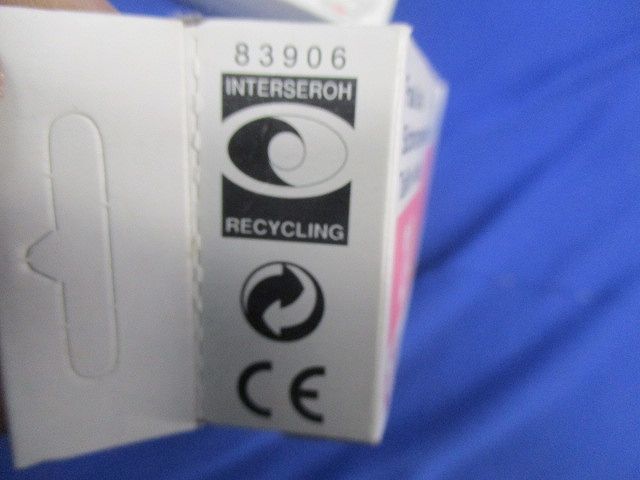 83906
INTERSEROH
RECYCLING
CE